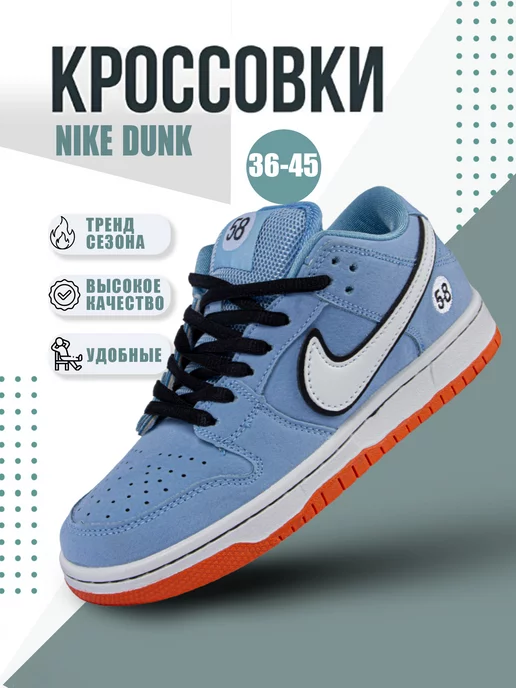 КРОССОВКИ
NIKE DUNK
36-45
ТРЕНД
СЕЗОНА
ВЫСОКОЕ
КАЧЕСТВО
УДОБНЫЕ
58
58